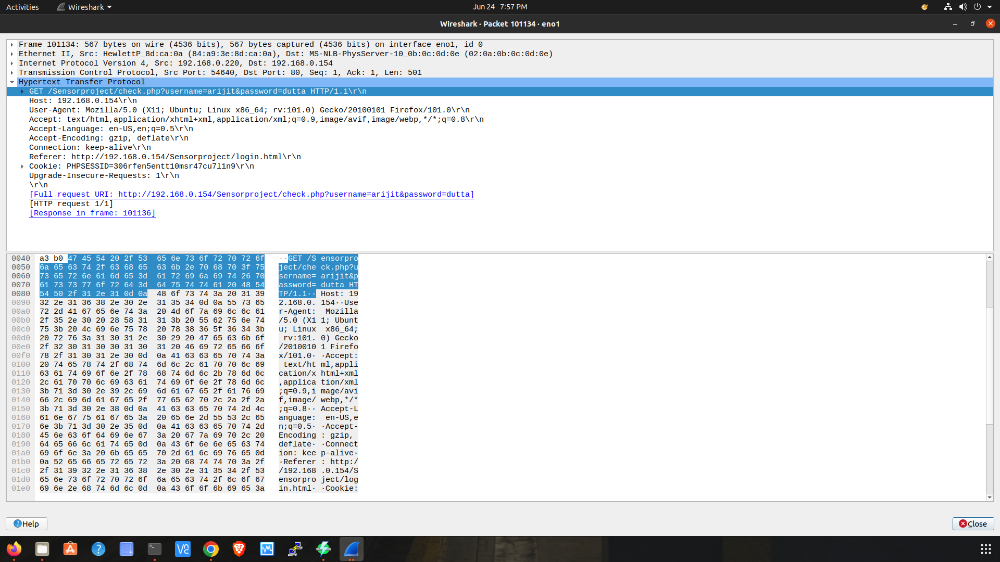 Activities
Wireshark
Jun 24 7:57 PM
Wireshark · Packet 101134 · eno1
Frame 101134: 567 bytes on wire (4536 bits), 567 bytes captured (4536 bits) on interface eno1, id 0
Ethernet II, Src: HewlettP_8d:ca:0a (84:a9:3e:8d:ca:0a), Dst: MS-NLB-PhysServer-10_0b:0c:0d:0e (02:0a:0b:0c:0d:0e)
Internet Protocol Version 4, Src: 192.168.0.220, Dst: 192.168.0.154
Transmission Control Protocol, Src Port: 54640, Dst Port: 80, Seq: 1, Ack: 1, Len: 501
Hypertext Transfer Protocol
GET /Sensorproject/check.php?username=arijit&password=dutta HTTP/1.1\r\n
Host: 192.168.0.154\r\n
User-Agent: Mozilla/5.0 (X11; Ubuntu; Linux x86_64; rv:101.0) Gecko/20100101 Firefox/101.0\r\n
Accept: text/html,application/xhtml+xml,application/xml;q=0.9,image/avif,image/webp,*/*;q=0.8\r\n
Accept-Language: en-US,en;q=0.5\r\n
Accept-Encoding: gzip, deflate\r\n
Connection: keep-alive\r\n
Referer: http://192.168.0.154/Sensorproject/login.html\r\n
Cookie: PHPSESSID=306rfen5entt10msr47cu7l1n9\r\n
Upgrade-Insecure-Requests: 1\r\n
\r\n
[Full request URI: http://192.168.0.154/Sensorproject/check.php?username=arijit&password=dutta]
[HTTP request 1/1]
[Response in frame: 101136]
0040 a3 b0 47 45 54 20 2f 53 65 6e 73 6f 72 70 72 6f ··GET /S ensorpro
0050 6a 65 63 74 2f 63 68 65 63 6b 2e 70 68 70 3f 75 ject/che ck.php?u
0060 73 65 72 6e 61 6d 65 3d 61 72 69 6a 69 74 26 70 sername= arijit&p
0070 61 73 73 77 6f 72 64 3d 64 75 74 74 61 20 48 54 assword= dutta HT
0080 54 50 2f 31 2e 31 0d 0a 48 6f 73 74 3a 20 31 39 TP/1.1·· Host: 19
0090 32 2e 31 36 38 2e 30 2e 31 35 34 0d 0a 55 73 65 2.168.0. 154··Use
00a0 72 2d 41 67 65 6e 74 3a 20 4d 6f 7a 69 6c 6c 61 r-Agent: Mozilla
00b0 2f 35 2e 30 20 28 58 31 31 3b 20 55 62 75 6e 74 /5.0 (X1 1; Ubunt
00c0 75 3b 20 4c 69 6e 75 78 20 78 38 36 5f 36 34 3b u; Linux x86_64;
00d0 20 72 76 3a 31 30 31 2e 30 29 20 47 65 63 6b 6f rv:101. 0) Gecko
00e0 2f 32 30 31 30 30 31 30 31 20 46 69 72 65 66 6f /2010010 1 Firefo
00f0 78 2f 31 30 31 2e 30 0d 0a 41 63 63 65 70 74 3a x/101.0· ·Accept:
0100 20 74 65 78 74 2f 68 74 6d 6c 2c 61 70 70 6c 69 text/ht ml,appli
0110 63 61 74 69 6f 6e 2f 78 68 74 6d 6c 2b 78 6d 6c cation/x html+xml
0120 2c 61 70 70 6c 69 63 61 74 69 6f 6e 2f 78 6d 6c ,applica tion/xml
0130 3b 71 3d 30 2e 39 2c 69 6d 61 67 65 2f 61 76 69 ;q=0.9,i mage/avi
0140 66 2c 69 6d 61 67 65 2f 77 65 62 70 2c 2a 2f 2a f,image/ webp,*/*
0150 3b 71 3d 30 2e 38 0d 0a 41 63 63 65 70 74 2d 4c ;q=0.8·· Accept-L
0160 61 6e 67 75 61 67 65 3a 20 65 6e 2d 55 53 2c 65 anguage: en-US,e
0170 6e 3b 71 3d 30 2e 35 0d 0a 41 63 63 65 70 74 2d n;q=0.5· ·Accept-
0180 45 6e 63 6f 64 69 6e 67 3a 20 67 7a 69 70 2c 20 Encoding : gzip,
0190 64 65 66 6c 61 74 65 0d 0a 43 6f 6e 6e 65 63 74 deflate· ·Connect
01a0 69 6f 6e 3a 20 6b 65 65 70 2d 61 6c 69 76 65 0d ion: kee p-alive·
01b0 0a 52 65 66 65 72 65 72 3a 20 68 74 74 70 3a 2f ·Referer : http:/
01c0 2f 31 39 32 2e 31 36 38 2e 30 2e 31 35 34 2f 53 /192.168 .0.154/S
01d0 65 6e 73 6f 72 70 72 6f 6a 65 63 74 2f 6c 6f 67 ensorpro ject/log
01e0 69 6e 2e 68 74 6d 6c 0d 0a 43 6f 6f 6b 69 65 3a in.html· ·Cookie:
Help
Close